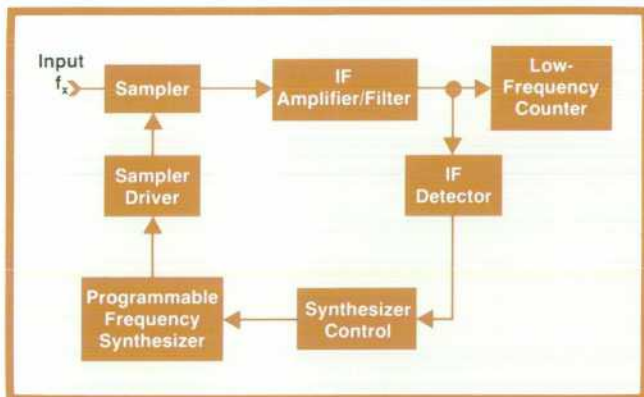 Input
fx
Sampler
IF
Amplifier/Filter
Low-
Frequency
Counter
Sampler
Driver
IF
Detector
Programmable
Frequency
Synthesizer
Synthesizer
Control